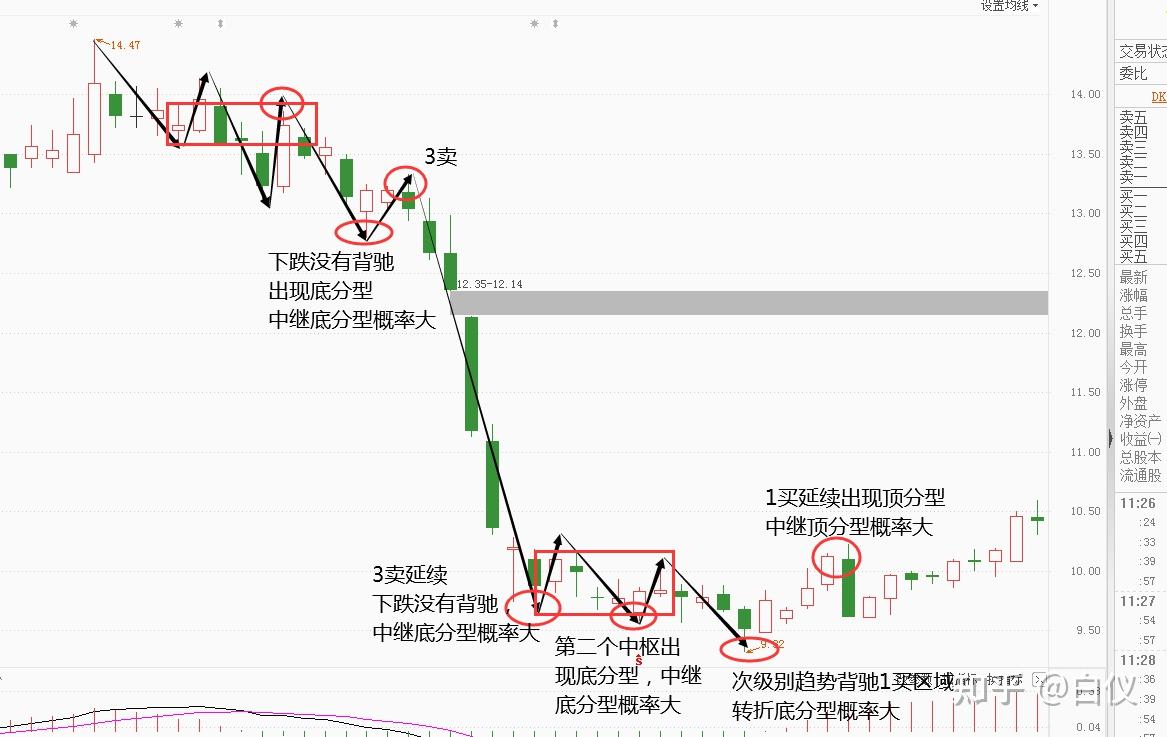 设置均线
14.47
3卖
下跌没有背驰
出现底分型
中继底分型概率大
12.35-12.14
1买延续出现顶分型
中继顶分型概率大
3卖延续
下跌没有背驰，
中继底分型概率大
第二个中枢出
现底分型，中继
底分型概率大
次级别趋势背驰1买区域
转折底分型概率大
14.00
13.50
13.00
12.50
12.00
11.50
11.00
10.50
10.00
9.50
0.04
交易状态
委比
DK
卖五
卖四
卖三
卖二
卖一
买一
买二
买三
买四
买五
最新
涨幅
总手
换手
最高
今开
涨停
外盘
净资产
收益㈠
总股本
流通股
11:26
:24
:33
:39
:57
11:27
:54
:57
11:28
:36
:39
:54
知乎 @白仪